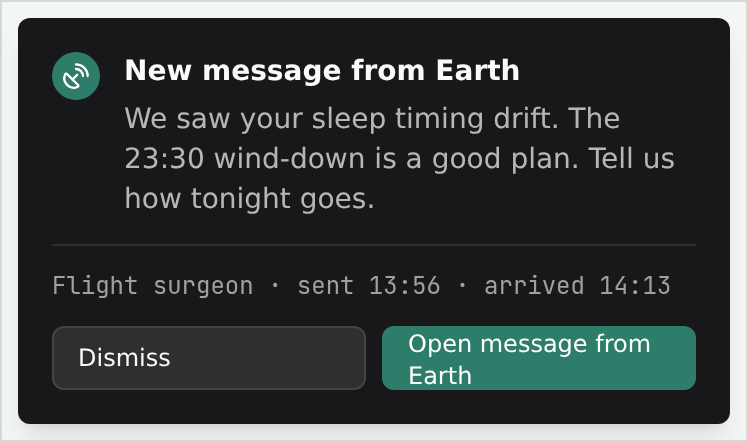 New message from Earth
We saw your sleep timing drift. The
23:30 wind-down is a good plan. Tell us
how tonight goes.
Flight surgeon · sent 13:56 · arrived 14:13
Dismiss
Open message from
Earth